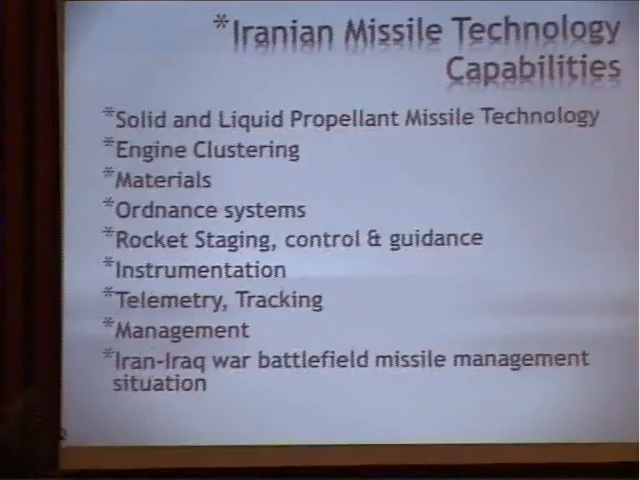 *Iranian Missile Technology
Capabilities
*Solid and Liquid Propellant Missile Technology
*Engine Clustering
*Materials
*Ordnance systems
*Rocket Staging, control & guidance
*Instrumentation
*Telemetry, Tracking
*Management
*Iran-Iraq war battlefield missile management
situation